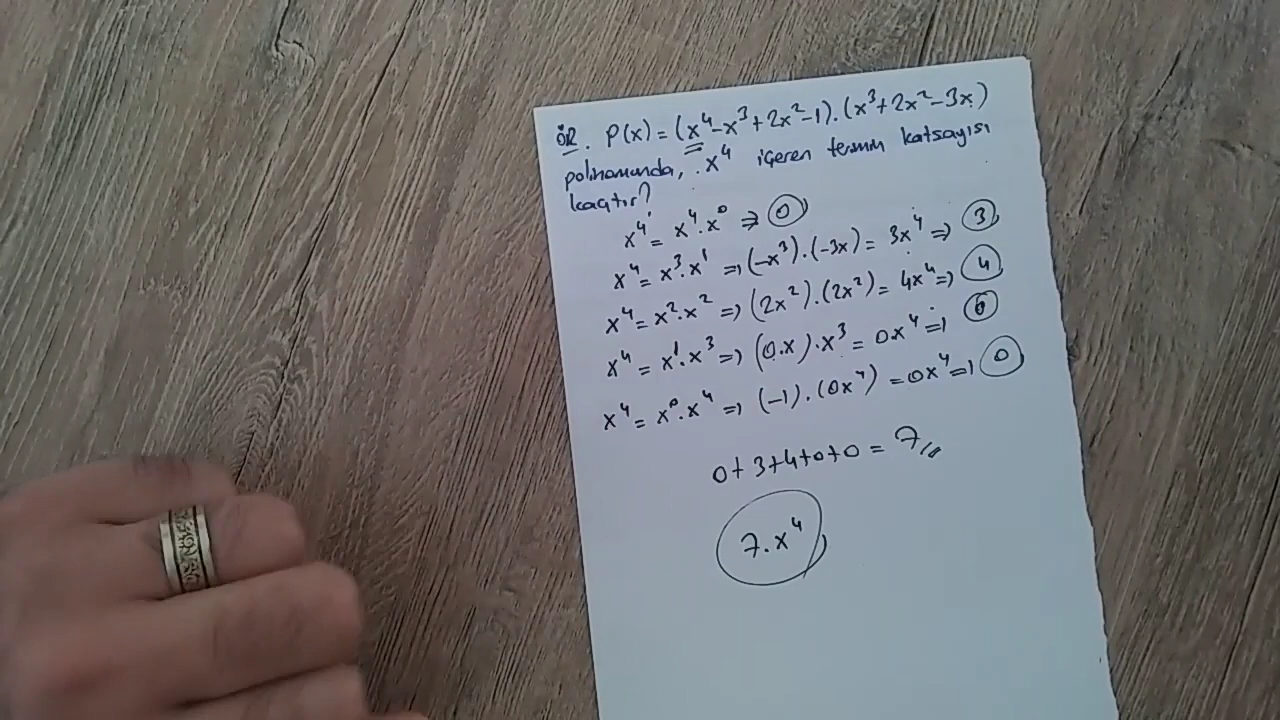 ÖR. P(x) = (x⁴-x³+2x²-1).(x³+2x²-3x)
polinomunda, x⁴ içeren terimin katsayısı
kaçtır?
x⁴ = x⁴.x⁰ ⇒ 0
x⁴ = x³.x¹ ⇒ (-x³).(-3x) = 3x⁴ ⇒ 3
x⁴ = x².x² ⇒ (2x²).(2x²) = 4x⁴ ⇒ 4
x⁴ = x¹.x³ ⇒ (0.x).x³ = 0x⁴ ⇒ 0
x⁴ = x⁰.x⁴ ⇒ (-1).(0x⁴) = 0x⁴ ⇒ 0
0+3+4+0+0 = 7
7.x⁴